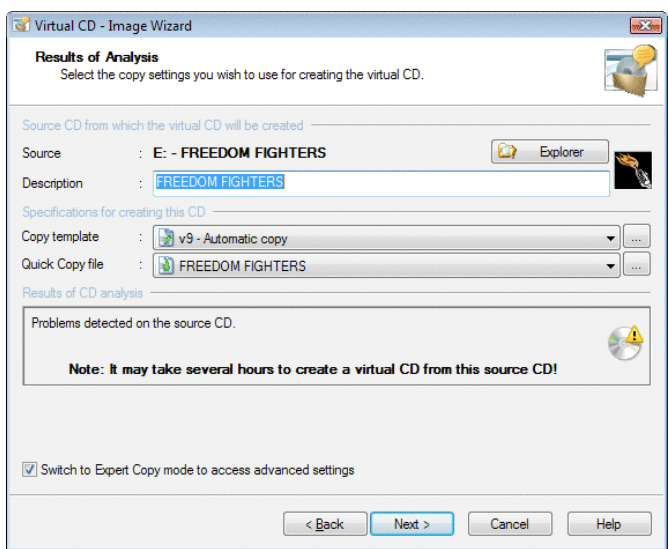 Virtual CD - Image Wizard
Results of Analysis
Select the copy settings you wish to use for creating the virtual CD.
Source CD from which the virtual CD will be created
Source : E: - FREEDOM FIGHTERS Explorer
Description : FREEDOM FIGHTERS
Specifications for creating this CD
Copy template : v9 - Automatic copy ...
Quick Copy file : FREEDOM FIGHTERS ...
Results of CD analysis
Problems detected on the source CD.
Note: It may take several hours to create a virtual CD from this source CD!
Switch to Expert Copy mode to access advanced settings
< Back Next > Cancel Help